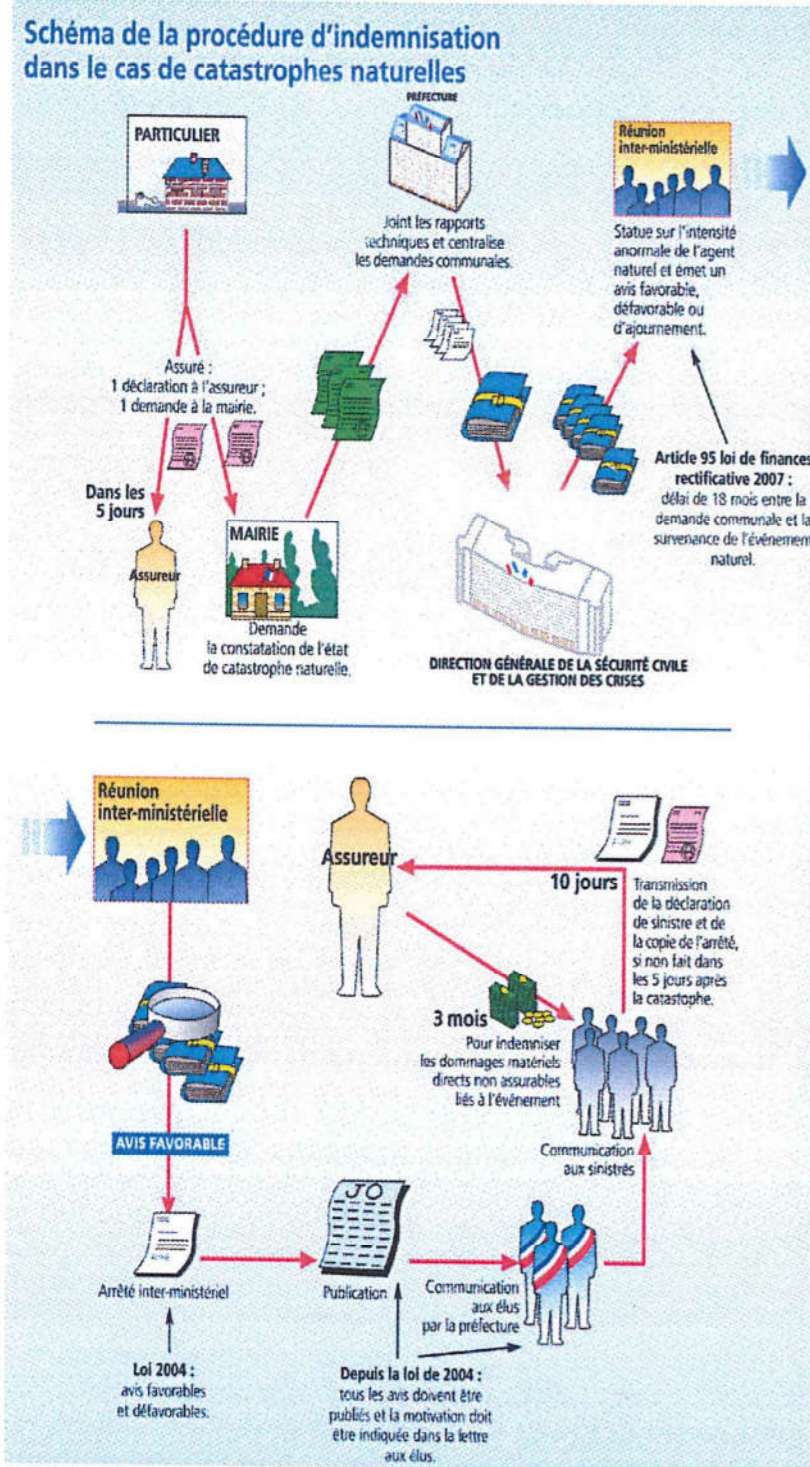 Schéma de la procédure d'indemnisation
dans le cas de catastrophes naturelles
PARTICULIER
PRÉFECTURE
Joint les rapports
techniques et centralise
les demandes communales.
Réunion
inter-ministérielle
Statue sur l'intensité
anormale de l'agent
naturel et émet un
avis favorable,
défavorable ou
d'ajournement.
Assuré :
1 déclaration à l'assureur ;
1 demande à la mairie.
Dans les
5 jours
Assureur
MAIRIE
Demande
la constatation de l'état
de catastrophe naturelle.
Article 95 loi de finances
rectificative 2007 :
délai de 18 mois entre la
demande communale et la
survenance de l'événement
naturel.
DIRECTION GÉNÉRALE DE LA SÉCURITÉ CIVILE
ET DE LA GESTION DES CRISES
Réunion
inter-ministérielle
Assureur
10 jours
Transmission
de la déclaration
de sinistre et de
la copie de l'arrêté,
si non fait dans
les 5 jours après
la catastophe.
3 mois
Pour indemniser
les dommages matériels
directs non assurables
liés à l'événement
AVIS FAVORABLE
Communication
aux sinistrés
Arrêté inter-ministériel
JO
Publication
Communication
aux élus
par la préfecture
Loi 2004 :
avis favorables
et défavorables.
Depuis la loi de 2004 :
tous les avis doivent être
publiés et la motivation doit
être indiquée dans la lettre
aux élus.